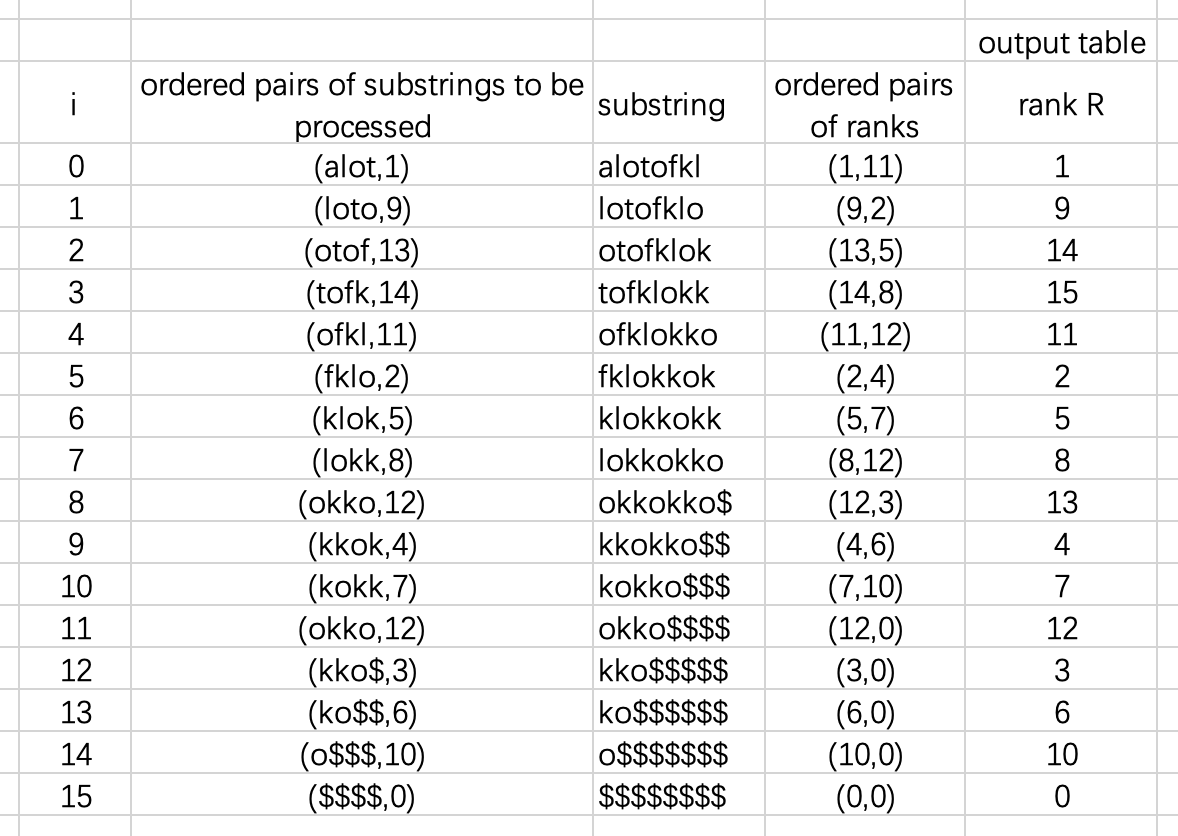 output table
i ordered pairs of substrings to be processed substring ordered pairs of ranks rank R
0 (alot,1) alotofkl (1,11) 1
1 (loto,9) lotofklo (9,2) 9
2 (otof,13) otofklok (13,5) 14
3 (tofk,14) tofklokk (14,8) 15
4 (ofkl,11) ofklokko (11,12) 11
5 (fklo,2) fklokkok (2,4) 2
6 (klok,5) klokkokk (5,7) 5
7 (lokk,8) lokkokko (8,12) 8
8 (okko,12) okkokko$ (12,3) 13
9 (kkok,4) kkokko$$ (4,6) 4
10 (kokk,7) kokko$$$ (7,10) 7
11 (okko,12) okko$$$$ (12,0) 12
12 (kko$,3) kko$$$$$ (3,0) 3
13 (ko$$,6) ko$$$$$$ (6,0) 6
14 (o$$$,10) o$$$$$$$ (10,0) 10
15 ($$$$,0) $$$$$$$$ (0,0) 0